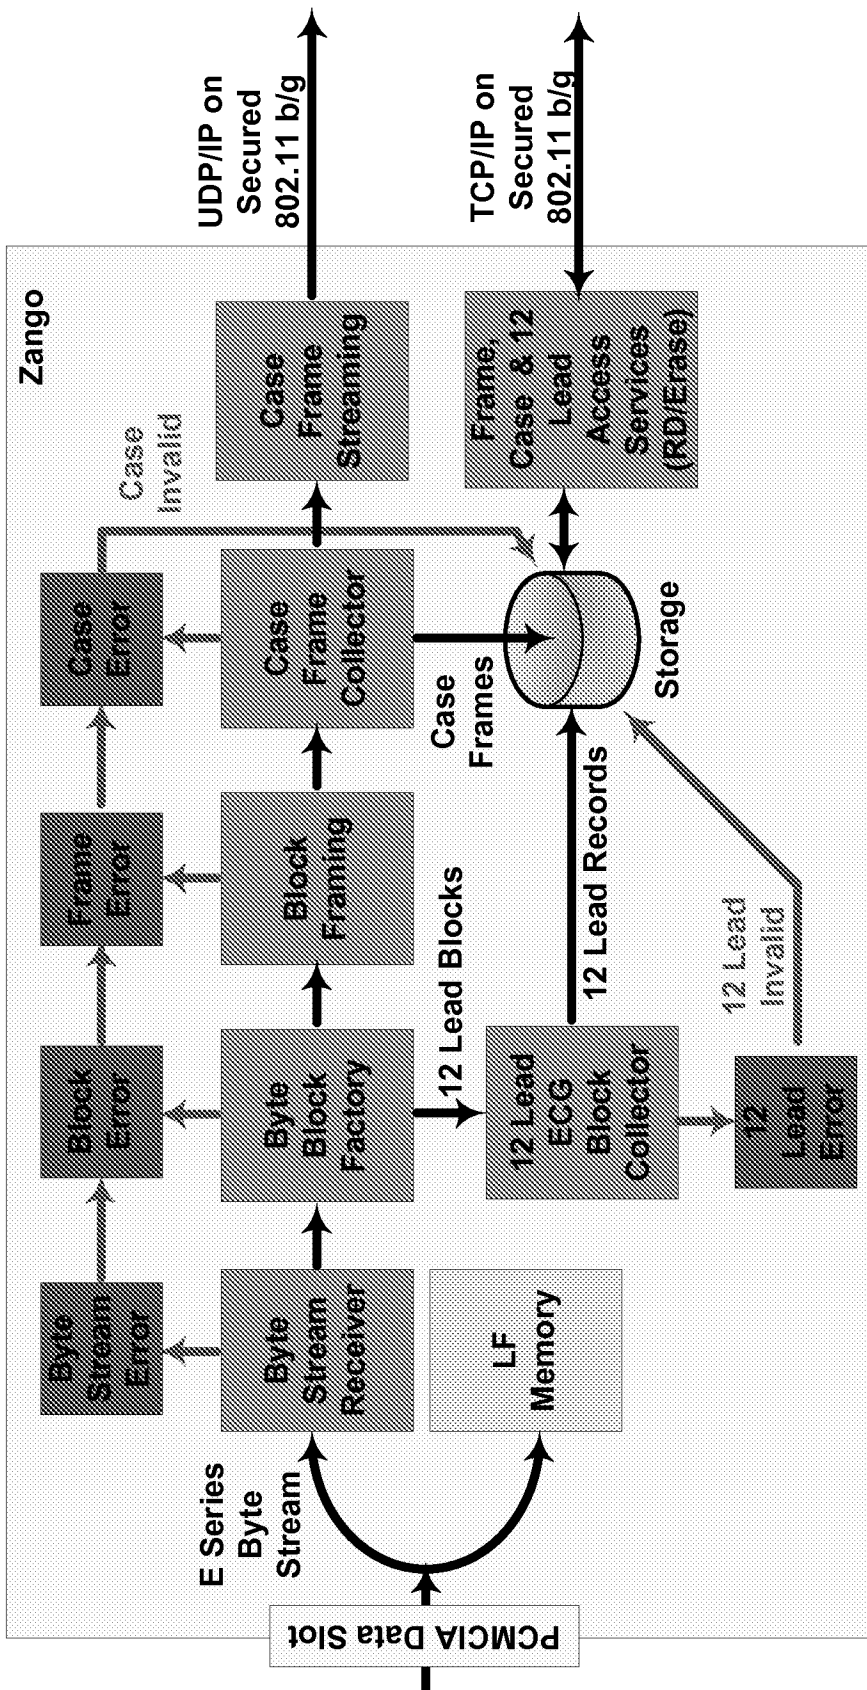 Zango
UDP/IP on
Secured
802.11 b/g
TCP/IP on
Secured
802.11 b/g
PCMCIA Data Slot
E Series
Byte
Stream
Byte
Stream
Error
Block
Error
Frame
Error
Case
Error
Case
Invalid
Byte
Stream
Receiver
Byte
Block
Factory
Block
Framing
Case
Frame
Collector
Case
Frame
Streaming
LF
Memory
12 Lead Blocks
Case
Frames
12 Lead
ECG
Block
Collector
12 Lead Records
Storage
Frame,
Case & 12
Lead
Access
Services
(RD/Erase)
12
Lead
Error
12 Lead
Invalid